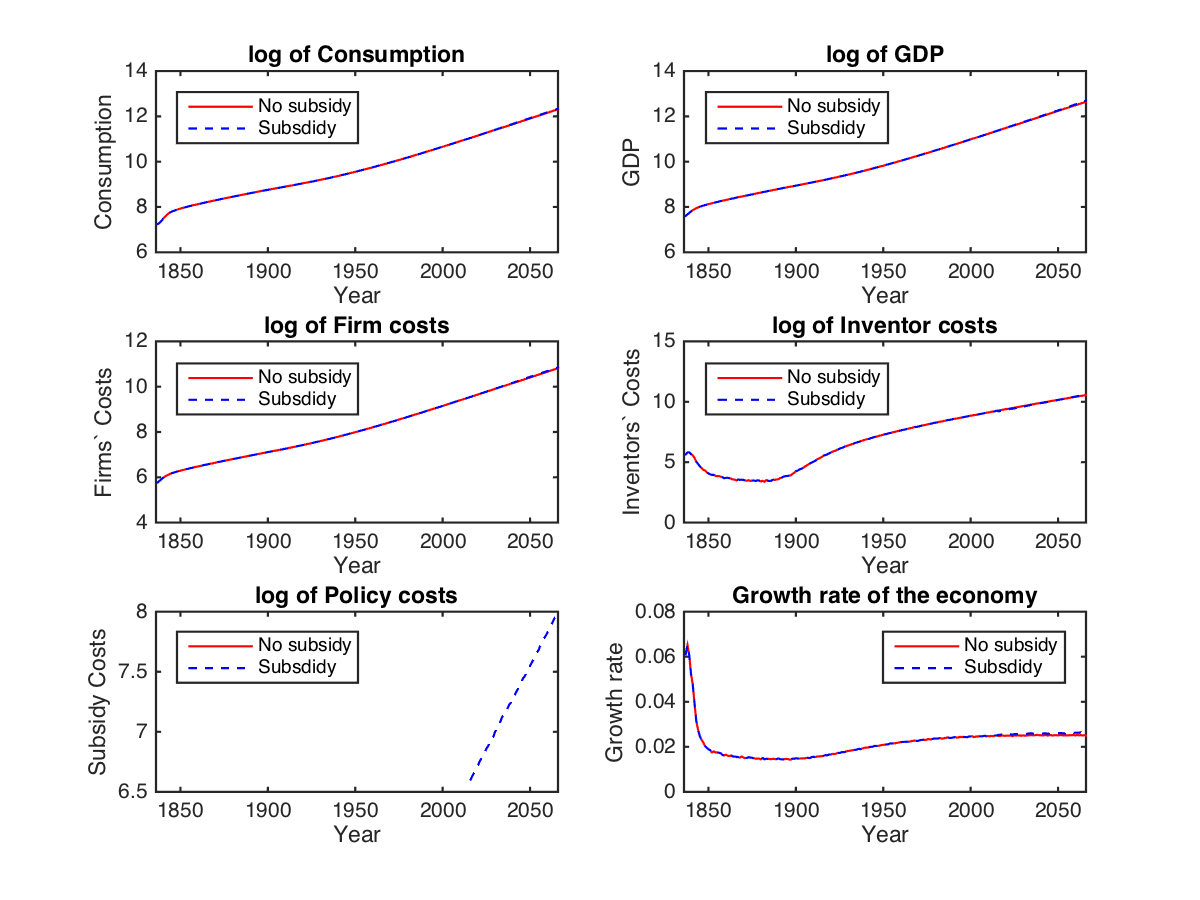 log of Consumption
14
12
10
8
6
Consumption
No subsidy
Subsdidy
1850 1900 1950 2000 2050
Year
log of GDP
14
12
10
8
6
GDP
No subsidy
Subsdidy
1850 1900 1950 2000 2050
Year
log of Firm costs
12
10
8
6
4
Firms` Costs
No subsidy
Subsdidy
1850 1900 1950 2000 2050
Year
log of Inventor costs
15
10
5
0
Inventors` Costs
No subsidy
Subsdidy
1850 1900 1950 2000 2050
Year
log of Policy costs
8
7.5
7
6.5
Subsidy Costs
No subsidy
Subsdidy
1850 1900 1950 2000 2050
Year
Growth rate of the economy
0.08
0.06
0.04
0.02
0
Growth rate
No subsidy
Subsdidy
1850 1900 1950 2000 2050
Year